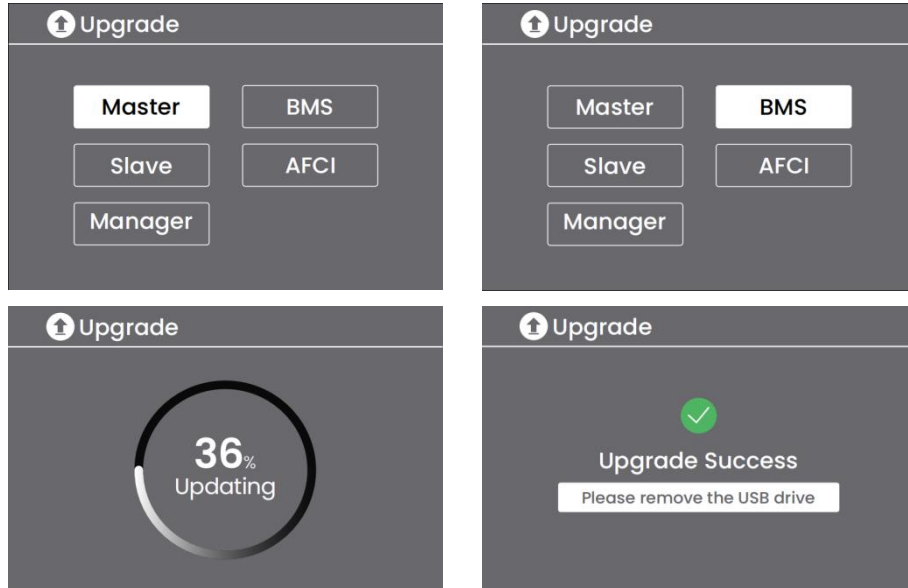 Upgrade
Master BMS
Slave AFCI
Manager
Upgrade
Master BMS
Slave AFCI
Manager
Upgrade
36%
Updating
Upgrade
Upgrade Success
Please remove the USB drive